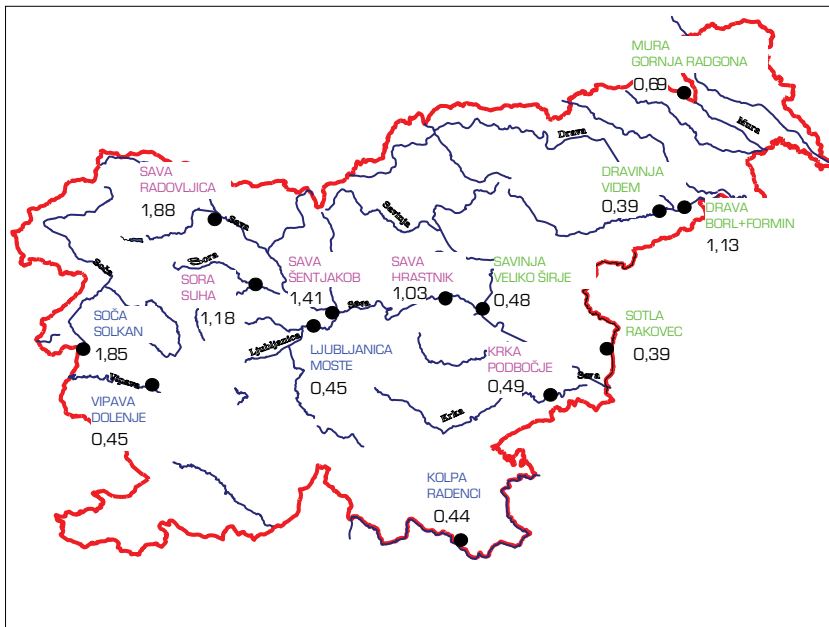 MURA
GORNJA RADGONA
0,69
Mura
Drava
DRAVINJA
VIDEM
0,39
DRAVA
BORL+FORMIN
1,13
SAVA
RADOVLJICA
1,88
Sava
Savinja
Sora
SORA
SUHA
1,18
SAVA
ŠENTJAKOB
1,41
Sava
SAVA
HRASTNIK
1,03
SAVINJA
VELIKO ŠIRJE
0,48
Soča
SOČA
SOLKAN
1,85
Ljubljanica
LJUBLJANICA
MOSTE
0,45
SOTLA
RAKOVEC
0,39
KRKA
PODBOČJE
0,49
Sava
Krka
Vipava
VIPAVA
DOLENJE
0,45
KOLPA
RADENCI
0,44